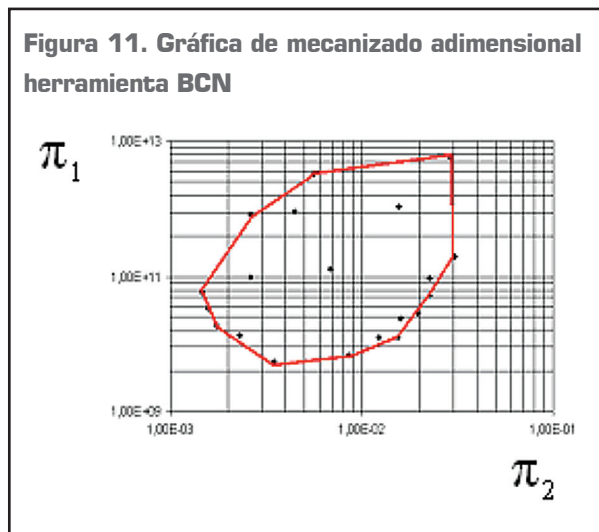 Figura 11. Gráfica de mecanizado adimensional
herramienta BCN
π1
1,00E+13
1,00E+11
1,00E+09
1,00E-03 1,00E-02 1,00E-01
π2